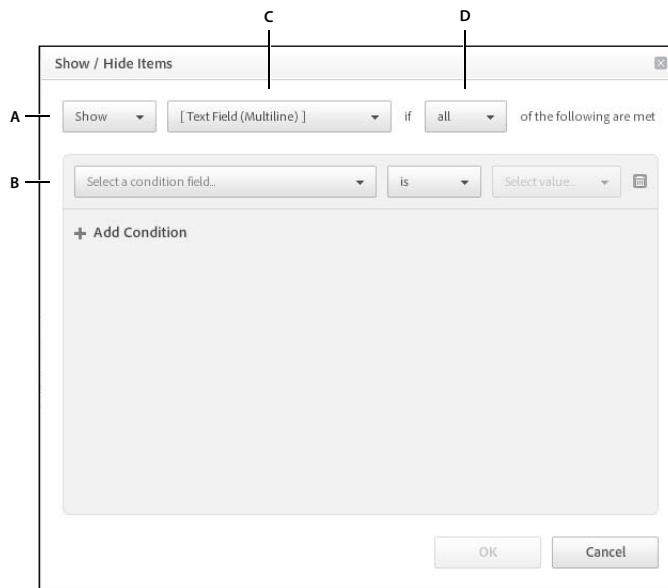 C D
Show / Hide Items
A Show [ Text Field (Multiline) ] if all of the following are met
B Select a condition field... is Select value...
+ Add Condition
OK Cancel